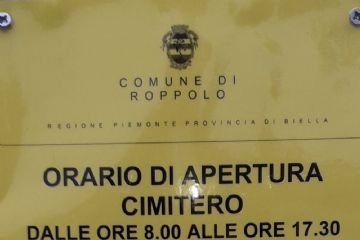 COMUNE DI
ROPPOLO
REGIONE PIEMONTE PROVINCIA DI BIELLA
ORARIO DI APERTURA
CIMITERO
DALLE ORE 8.00 ALLE ORE 17.30